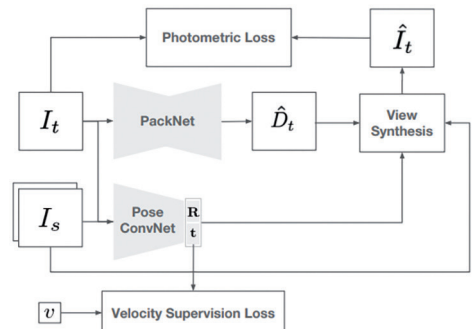 Photometric Loss
Î_t
I_t
PackNet
D̂_t
View
Synthesis
I_s
Pose
ConvNet
R
t
v
Velocity Supervision Loss